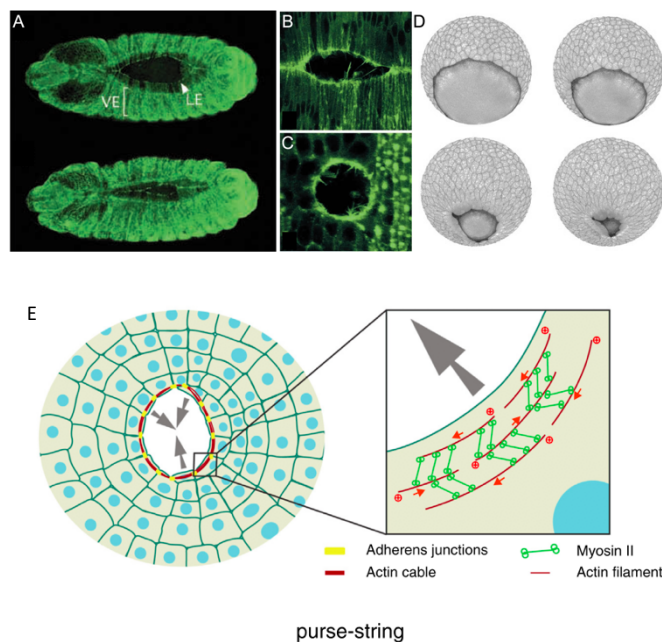 A
B
D
VE
LE
C
E
Adherens junctions
Myosin II
Actin cable
Actin filament
purse-string